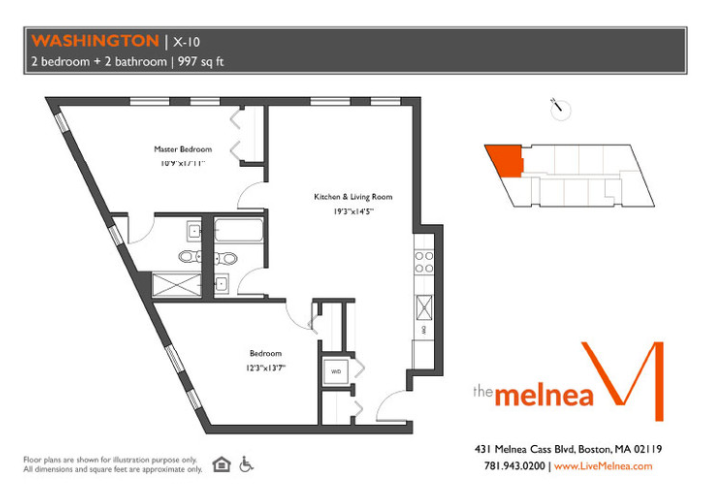 WASHINGTON | X-10
2 bedroom + 2 bathroom | 997 sq ft
N
Master Bedroom
10'9"x17'11"
Kitchen & Living Room
19'3"x14'5"
DW
Bedroom
12'3"x13'7"
W/D
the melnea
431 Melnea Cass Blvd, Boston, MA 02119
781.943.0200 | www.LiveMelnea.com
Floor plans are shown for illustration purpose only.
All dimensions and square feet are approximate only.